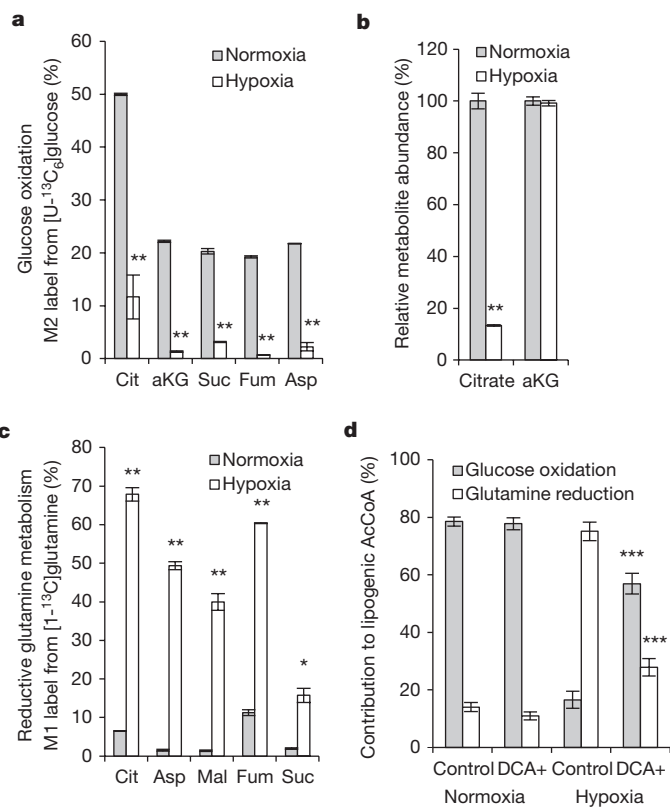 a
Glucose oxidation
M2 label from [U-¹³C₆]glucose (%)
60
50
40
30
20
10
0
Normoxia
Hypoxia
**
**
**
**
**
Cit aKG Suc Fum Asp
b
Relative metabolite abundance (%)
120
100
80
60
40
20
0
Normoxia
Hypoxia
**
Citrate aKG
c
Reductive glutamine metabolism
M1 label from [1-¹³C]glutamine (%)
80
70
60
50
40
30
20
10
0
Normoxia
Hypoxia
**
**
**
**
*
Cit Asp Mal Fum Suc
d
Contribution to lipogenic AcCoA (%)
100
80
60
40
20
0
Glucose oxidation
Glutamine reduction
***
***
Control DCA+ Control DCA+
Normoxia Hypoxia